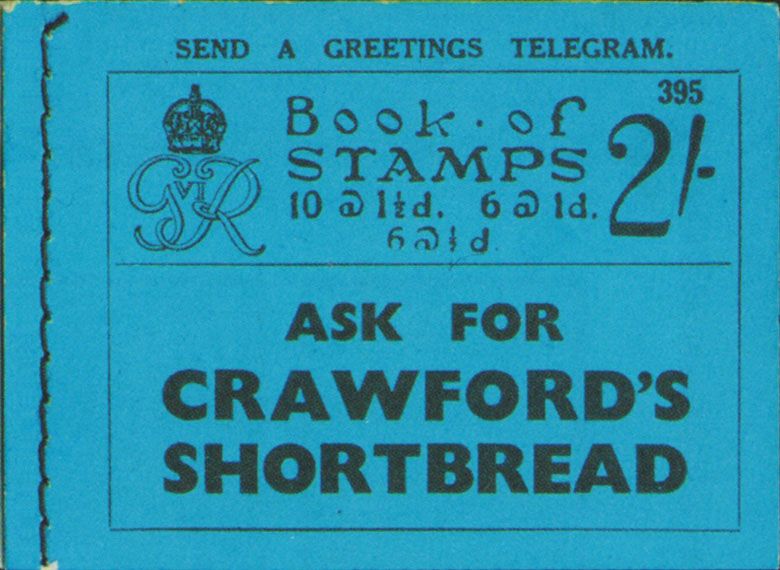 SEND A GREETINGS TELEGRAM.
395
G VI R
Book · of
STAMPS
2/-
10 @ 1½d. 6 @ 1d.
6 @ ½d.
ASK FOR
CRAWFORD'S
SHORTBREAD